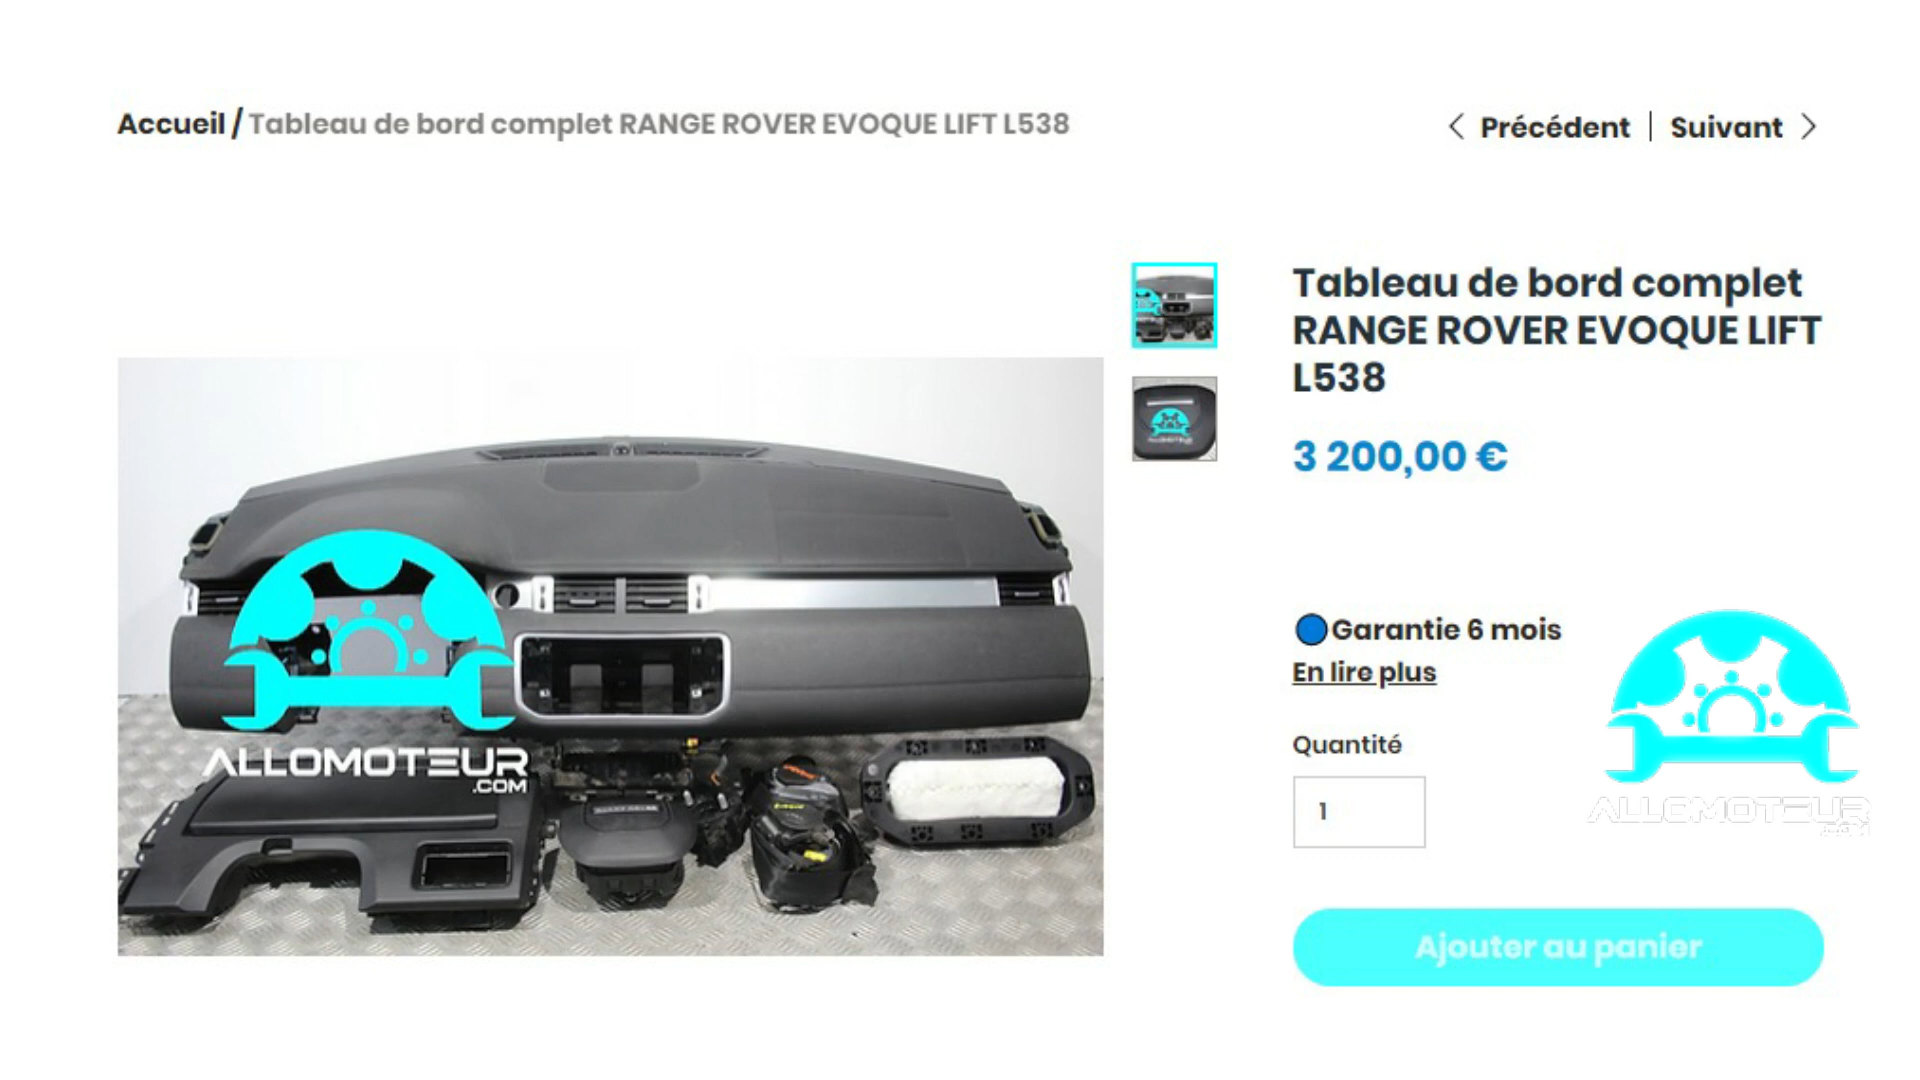 Accueil / Tableau de bord complet RANGE ROVER EVOQUE LIFT L538
Précédent | Suivant
Tableau de bord complet
RANGE ROVER EVOQUE LIFT
L538
3 200,00 €
Garantie 6 mois
En lire plus
Quantité
1
Ajouter au panier
ALLOMOTEUR
.COM
ALLOMOTEUR
.COM